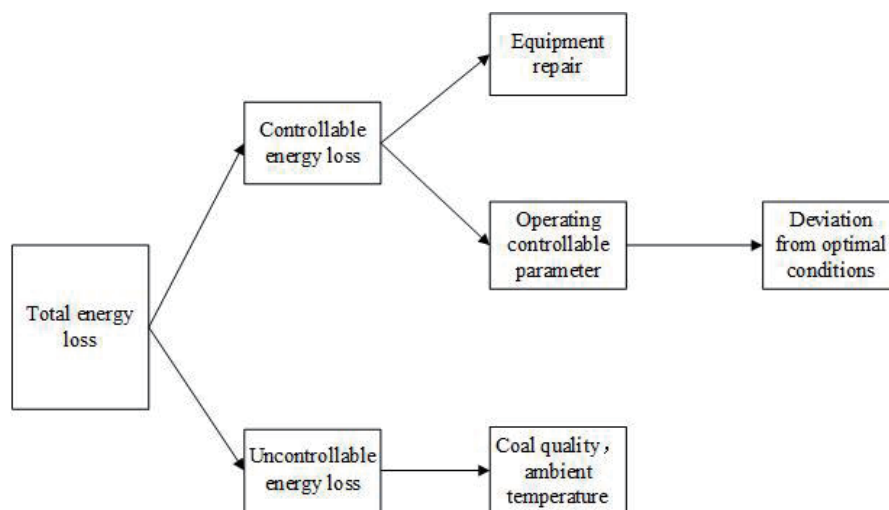 Equipment
repair
Controllable
energy loss
Operating
controllable
parameter
Deviation
from optimal
conditions
Total energy
loss
Uncontrollable
energy loss
Coal quality，
ambient
temperature